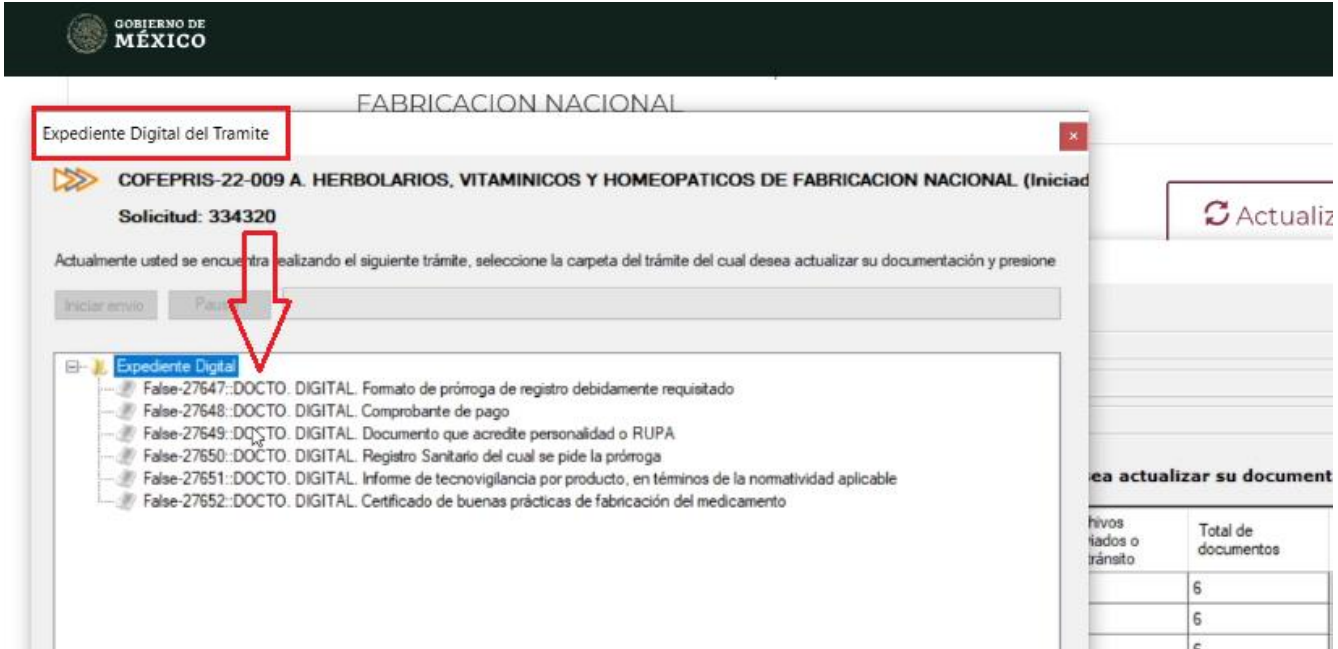 GOBIERNO DE
MÉXICO
FABRICACION NACIONAL
Expediente Digital del Tramite
COFEPRIS-22-009 A. HERBOLARIOS, VITAMINICOS Y HOMEOPATICOS DE FABRICACION NACIONAL (Iniciad
Solicitud: 334320
Actualiz
Actualmente usted se encuentra realizando el siguiente trámite, seleccione la carpeta del trámite del cual desea actualizar su documentación y presione
Iniciar envio
Expediente Digital
False-27647::DOCTO. DIGITAL. Formato de prórroga de registro debidamente requisitado
False-27648::DOCTO. DIGITAL. Comprobante de pago
False-27649::DOCTO. DIGITAL. Documento que acredite personalidad o RUPA
False-27650::DOCTO. DIGITAL. Registro Sanitario del cual se pide la prórroga
False-27651::DOCTO. DIGITAL. Informe de tecnovigilancia por producto, en términos de la normatividad aplicable
False-27652::DOCTO. DIGITAL. Certificado de buenas prácticas de fabricación del medicamento
ea actualizar su document
hivos
iados o
tránsito
Total de
documentos
6
6